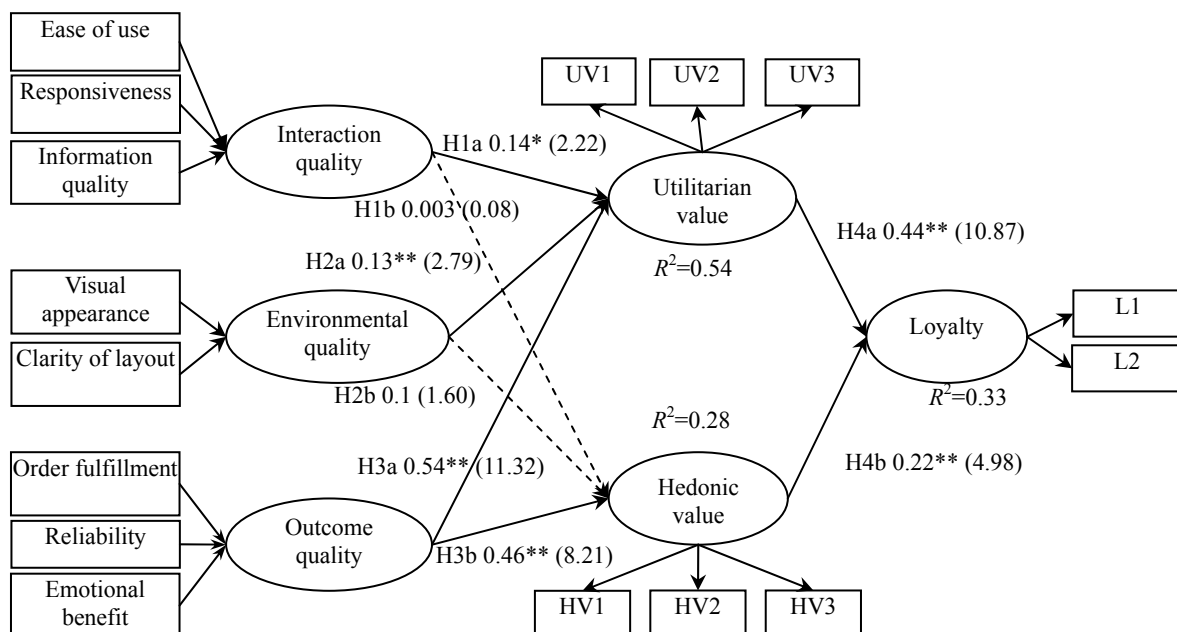 Ease of use
Responsiveness
Information
quality
Interaction
quality
H1a 0.14* (2.22)
H1b 0.003 (0.08)
UV1
UV2
UV3
Utilitarian
value
R²=0.54
H2a 0.13** (2.79)
Visual
appearance
Clarity of layout
Environmental
quality
H2b 0.1 (1.60)
H4a 0.44** (10.87)
Loyalty
R²=0.33
L1
L2
R²=0.28
H4b 0.22** (4.98)
Order fulfillment
Reliability
Emotional
benefit
Outcome
quality
H3a 0.54** (11.32)
H3b 0.46** (8.21)
Hedonic
value
HV1
HV2
HV3